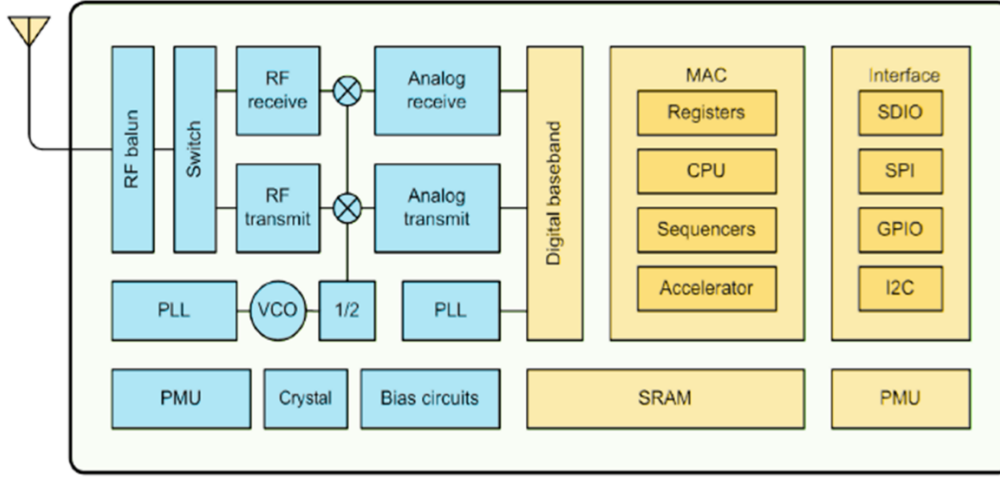 RF balun
Switch
RF
receive
Analog
receive
RF
transmit
Analog
transmit
PLL
VCO
1/2
PLL
PMU
Crystal
Bias circuits
Digital baseband
MAC
Registers
CPU
Sequencers
Accelerator
Interface
SDIO
SPI
GPIO
I2C
SRAM
PMU